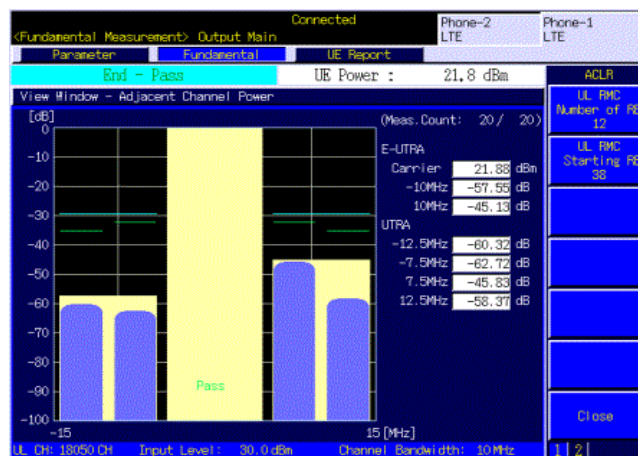 Connected
Phone-2
LTE
Phone-1
LTE
<Fundamental Measurement> Output Main
Parameter
Fundamental
UE Report
End - Pass
UE Power : 21.8 dBm
ACLR
View Window - Adjacent Channel Power
UL RMC
Number of RB
12
UL RMC
Starting RB
38
Close
1 2
[dB]
0
-10
-20
-30
-40
-50
-60
-70
-80
-90
-100
-15
15 [MHz]
Pass
(Meas.Count: 20/ 20)
E-UTRA
Carrier 21.88 dBm
-10MHz -57.55 dB
10MHz -45.13 dB
UTRA
-12.5MHz -60.32 dB
-7.5MHz -62.72 dB
7.5MHz -45.83 dB
12.5MHz -58.37 dB
UL CH: 18050 CH Input Level: 30.0 dBm Channel Bandwidth: 10 MHz